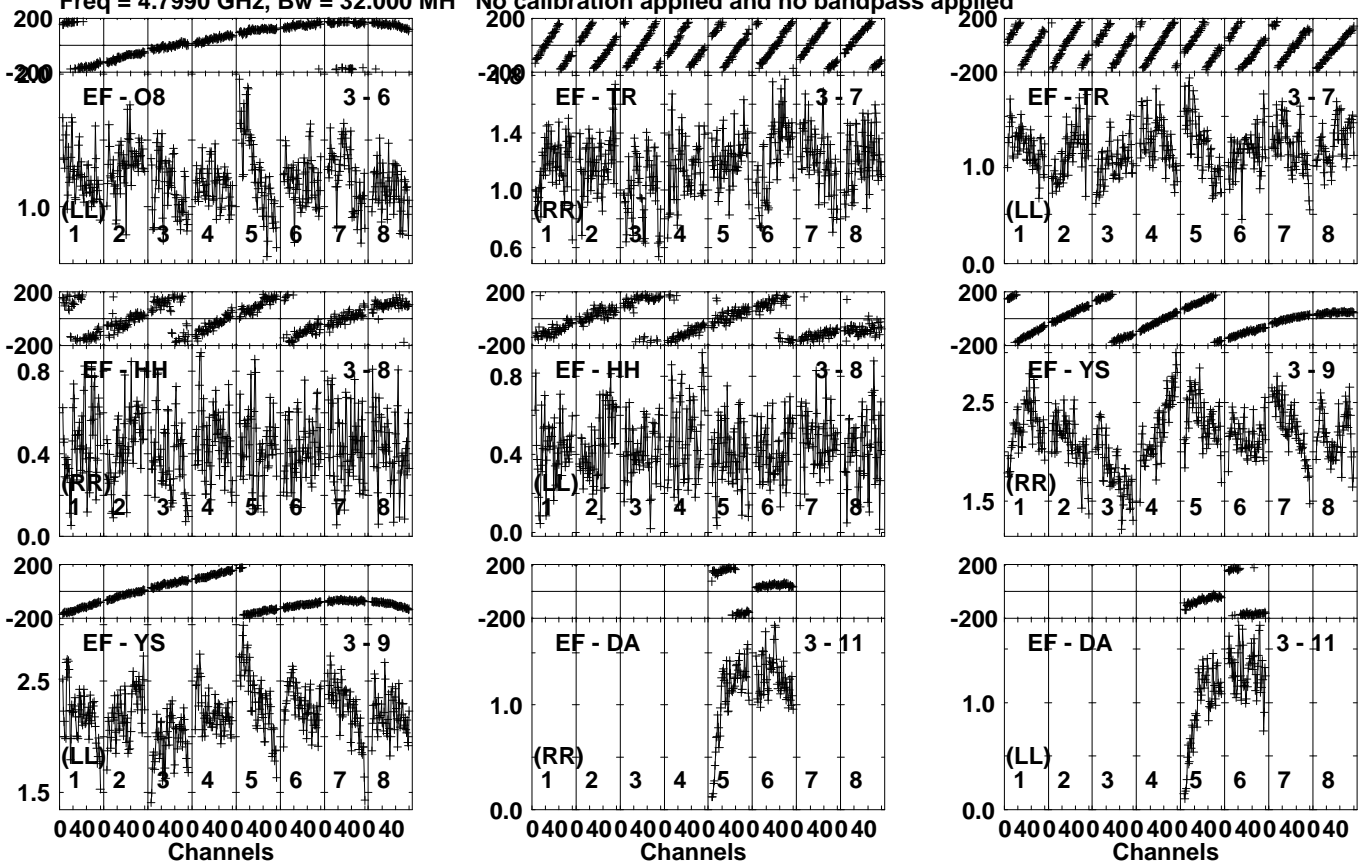 Freq = 4.7990 GHz, Bw = 32.000 MH No calibration applied and no bandpass applied
200 200 200
-200 -200 -200
2.0 1.8
EF - O8 3 - 6 EF - TR 3 - 7 EF - TR 3 - 7
1.4
1.0 1.0 1.0
(LL) (RR) (LL)
1 2 3 4 5 6 7 8 1 2 3 4 5 6 7 8 1 2 3 4 5 6 7 8
0.6 0.0
200 200 200
-200 -200 -200
EF - HH 3 - 8 EF - HH 3 - 8 EF - YS 3 - 9
0.8 0.8 2.5
0.4 0.4
(RR) (LL) (RR)
1 2 3 4 5 6 7 8 1 2 3 4 5 6 7 8 1 2 3 4 5 6 7 8
0.0 0.0 1.5
200 200 200
-200 -200 -200
EF - YS 3 - 9 EF - DA 3 - 11 EF - DA 3 - 11
2.5 1.0 1.0
(LL) (RR) (LL)
1 2 3 4 5 6 7 8 1 2 3 4 5 6 7 8 1 2 3 4 5 6 7 8
1.5 0.0 0.0
0 40 0 40 0 40 0 40 0 40 0 40 0 40 0 40 0 40 0 40 0 40 0 40 0 40 0 40 0 40 0 40 0 40 0 40 0 40 0 40 0 40 0 40 0 40 0 40
Channels Channels Channels